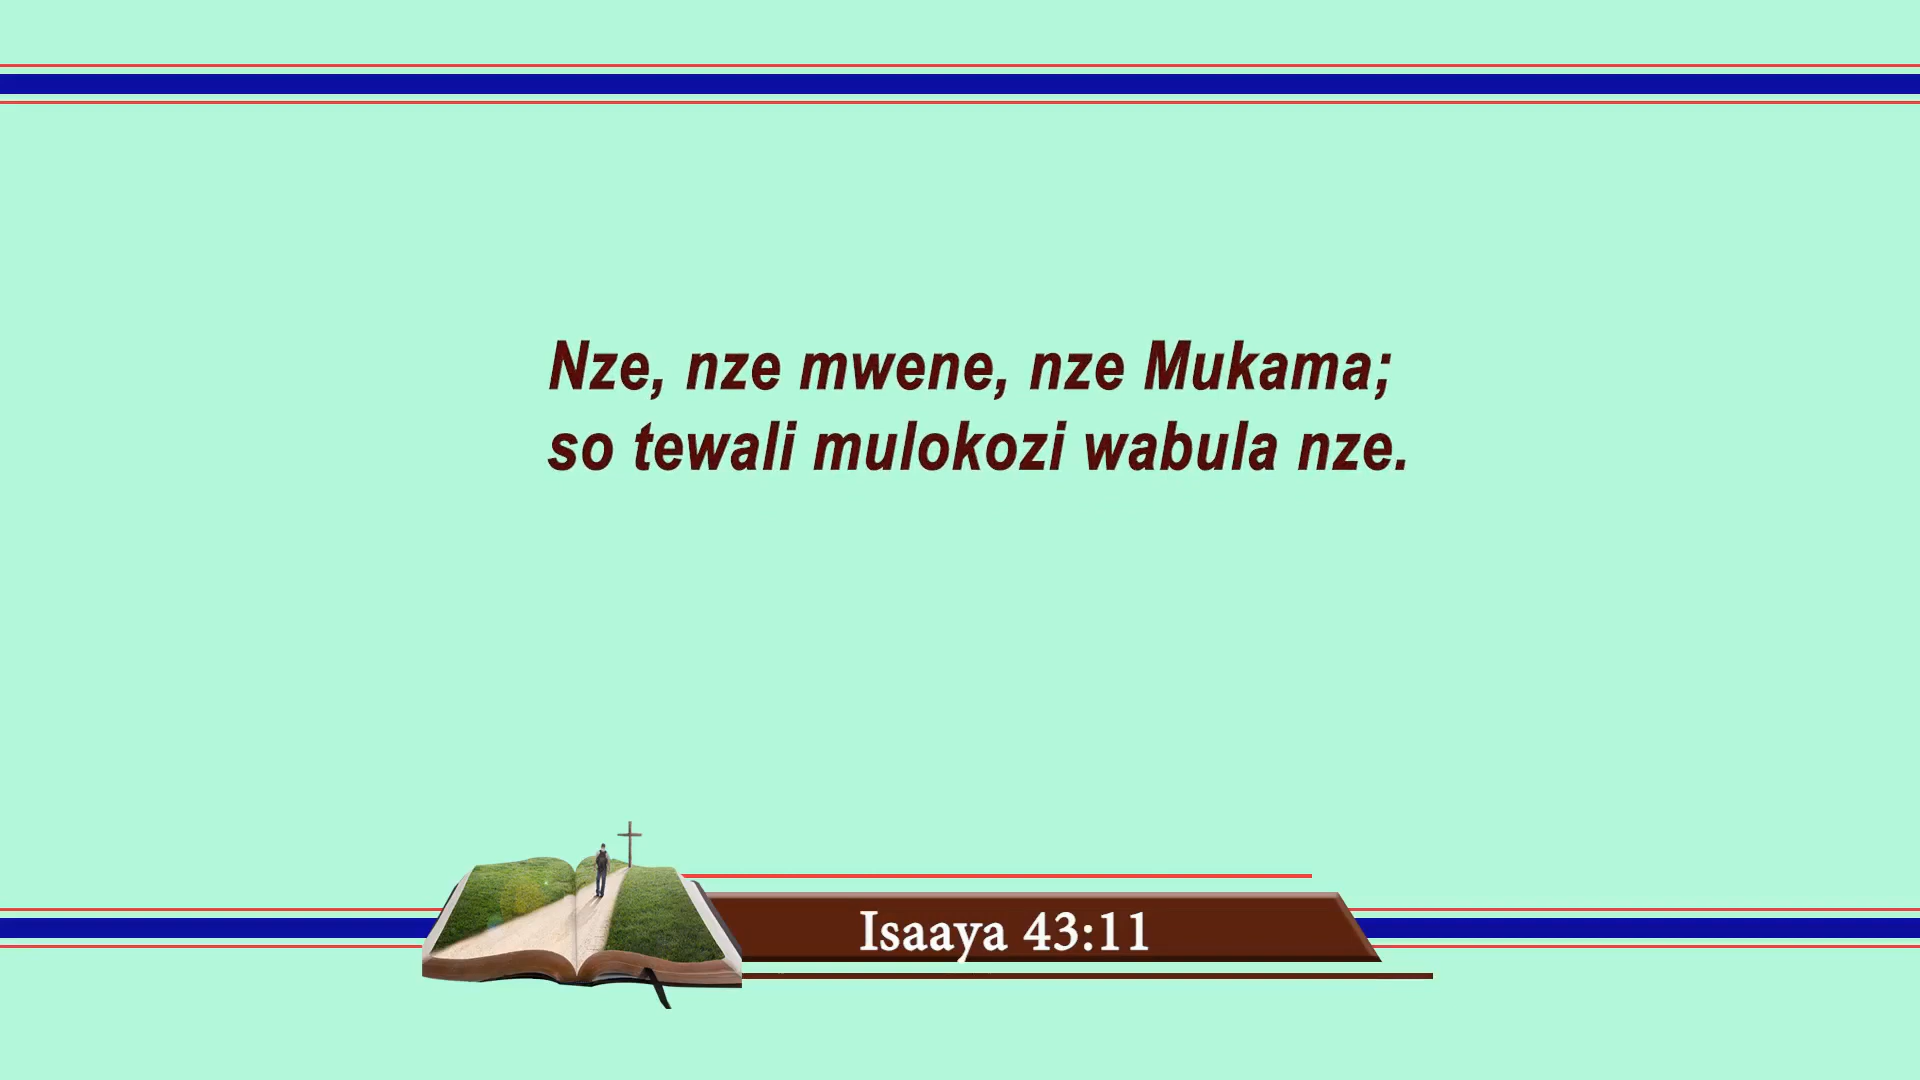 Nze, nze mwene, nze Mukama;
so tewali mulokozi wabula nze.
Isaaya 43:11